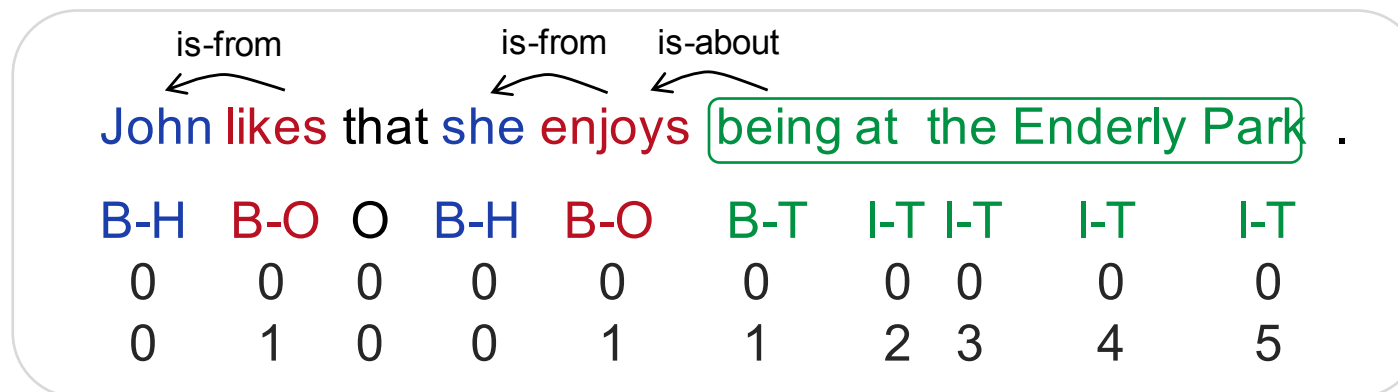 is-from is-from is-about
John likes that she enjoys being at the Enderly Park .
B-H B-O O B-H B-O B-T I-T I-T I-T I-T
0 0 0 0 0 0 0 0 0 0
0 1 0 0 1 1 2 3 4 5